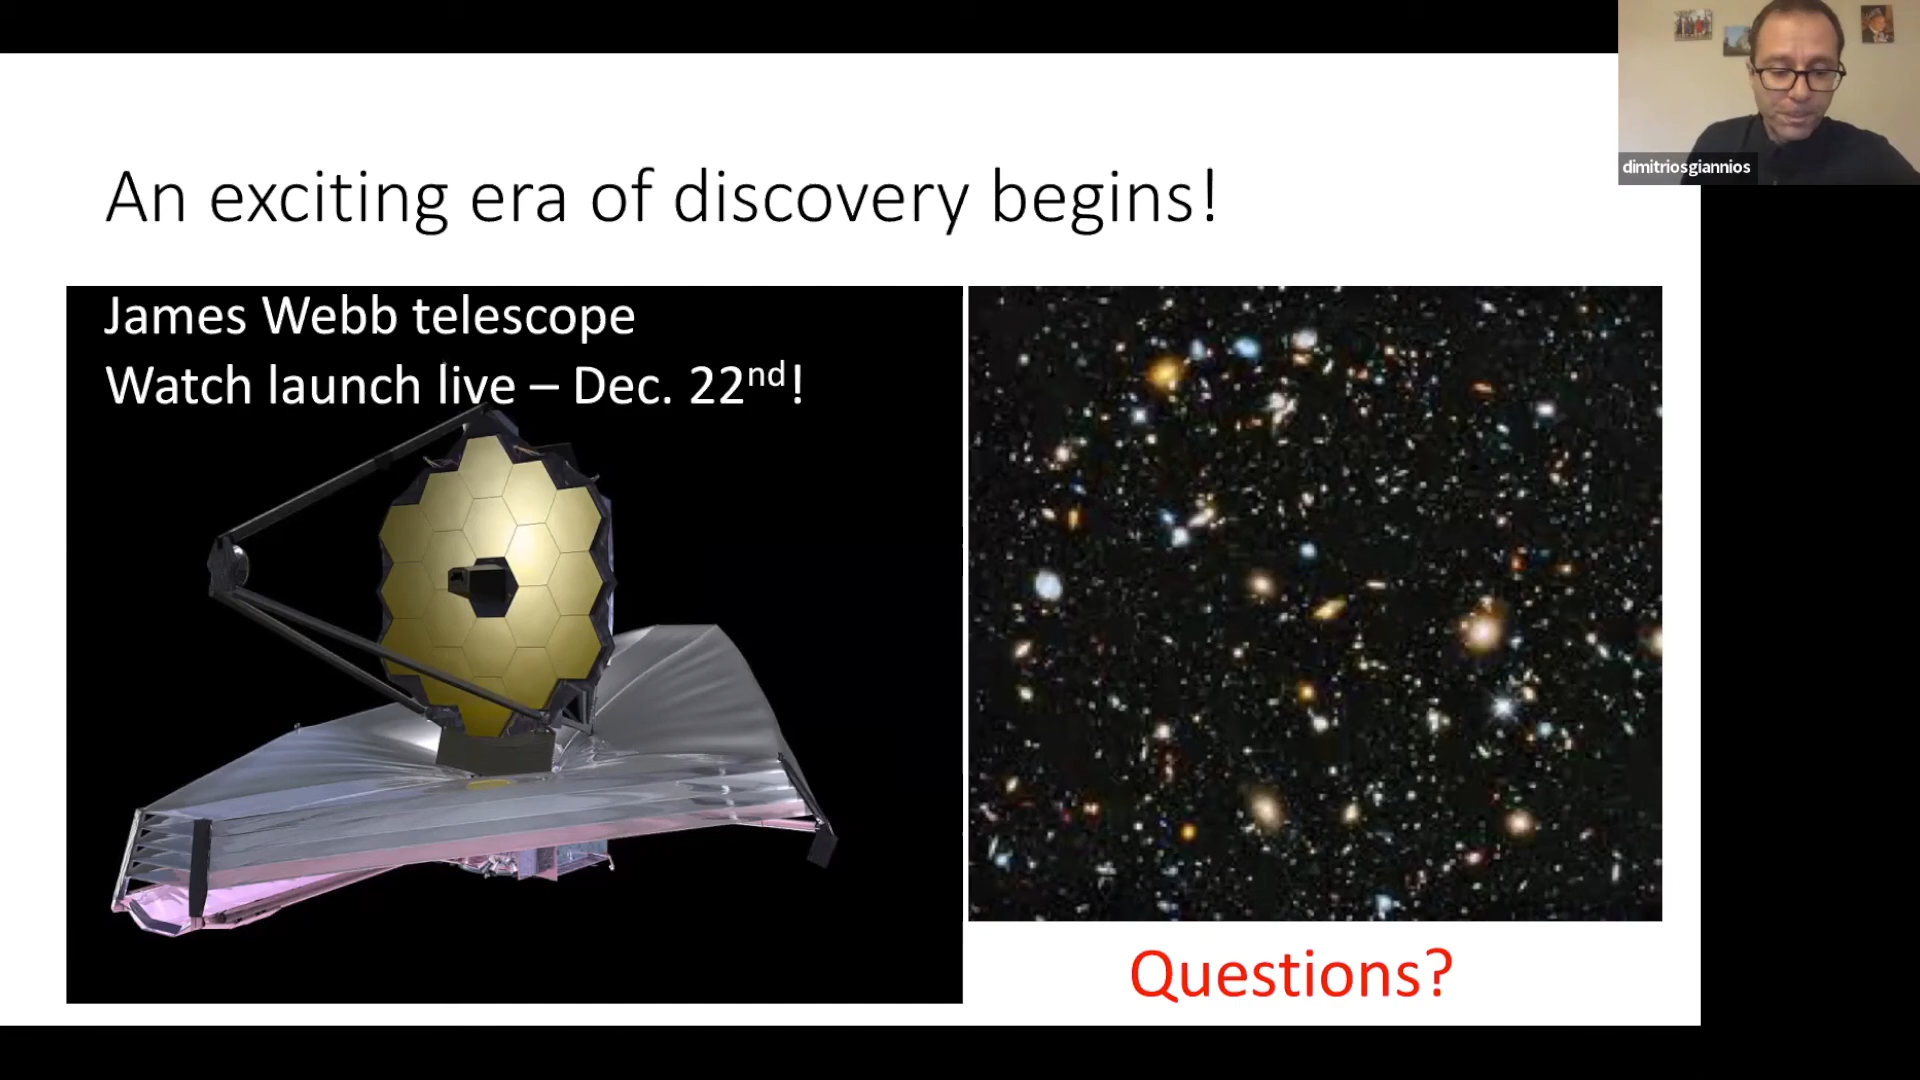 An exciting era of discovery begins!
James Webb telescope
Watch launch live – Dec. 22nd!
Questions?
dimitriosgiannios